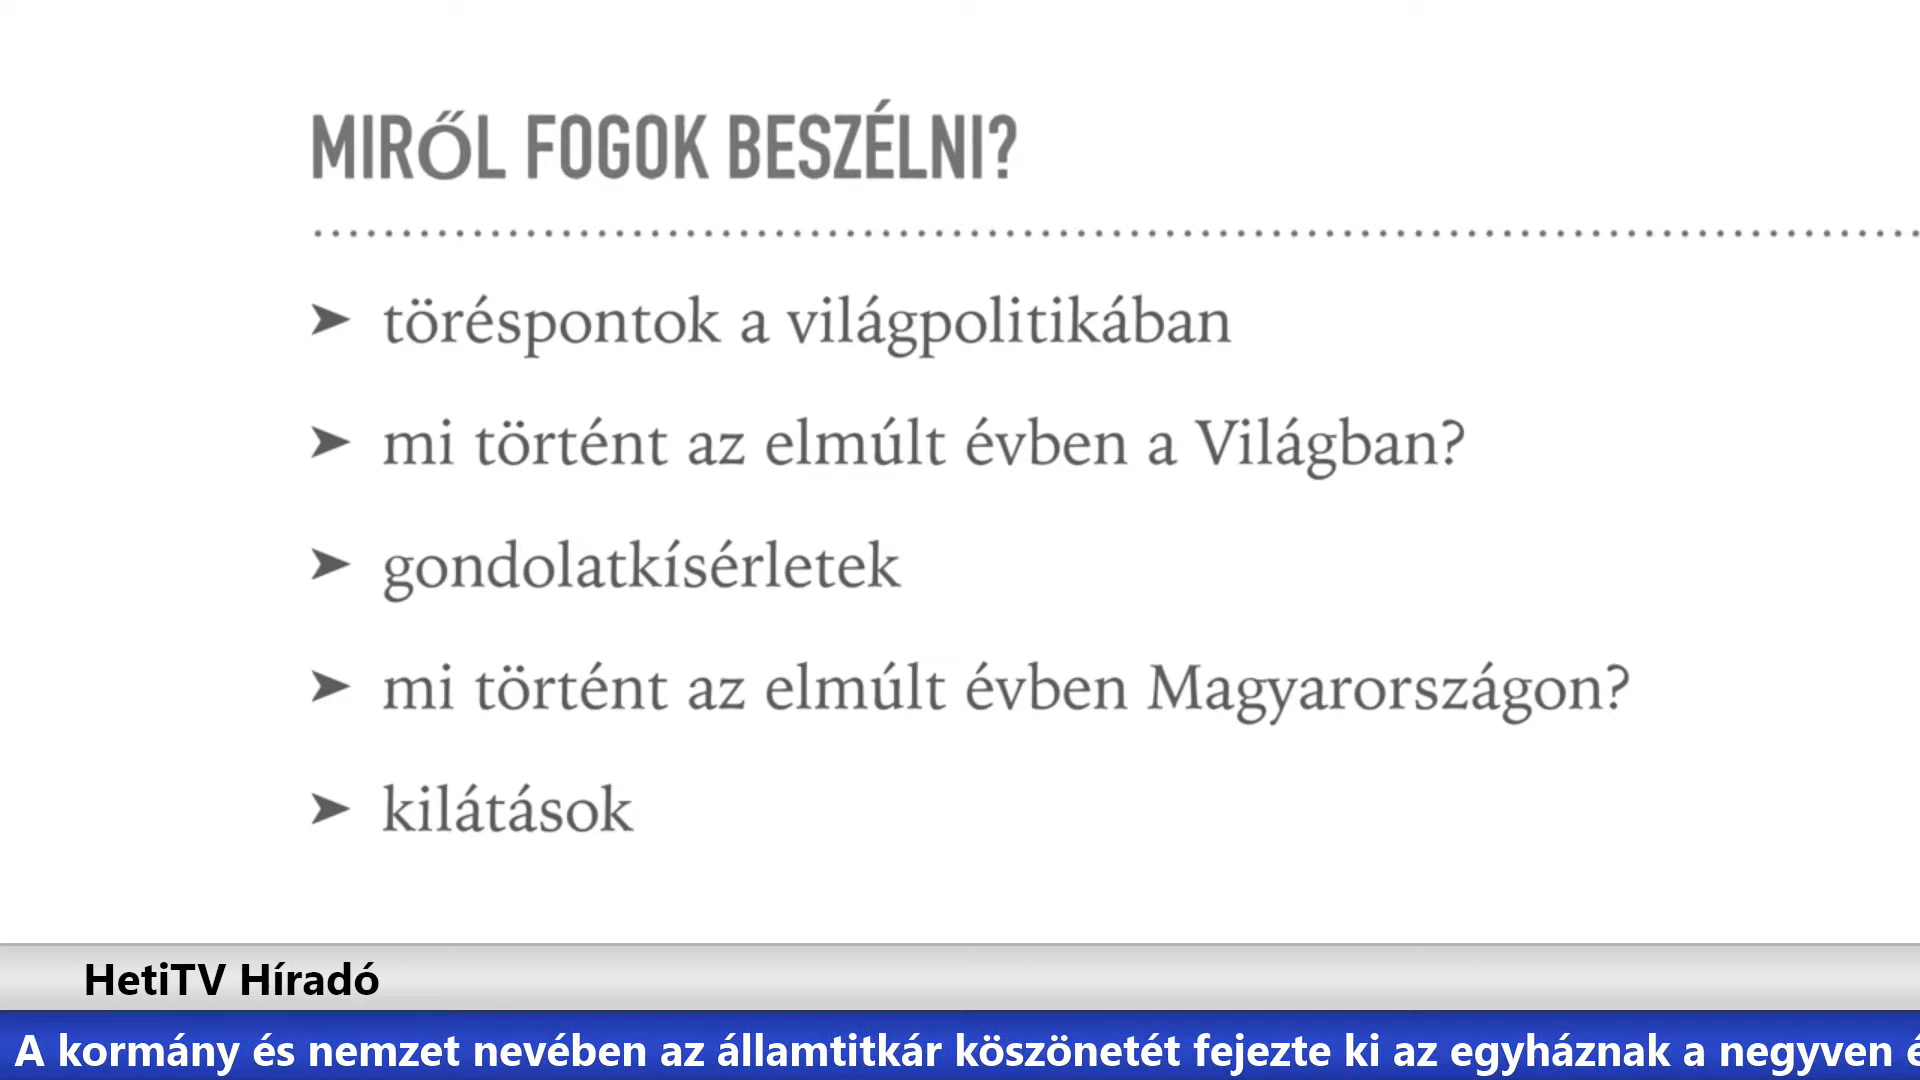 MIRŐL FOGOK BESZÉLNI?
➤ töréspontok a világpolitikában
➤ mi történt az elmúlt évben a Világban?
➤ gondolatkísérletek
➤ mi történt az elmúlt évben Magyarországon?
➤ kilátások
HetiTV Híradó
A kormány és nemzet nevében az államtitkár köszönetét fejezte ki az egyháznak a negyven